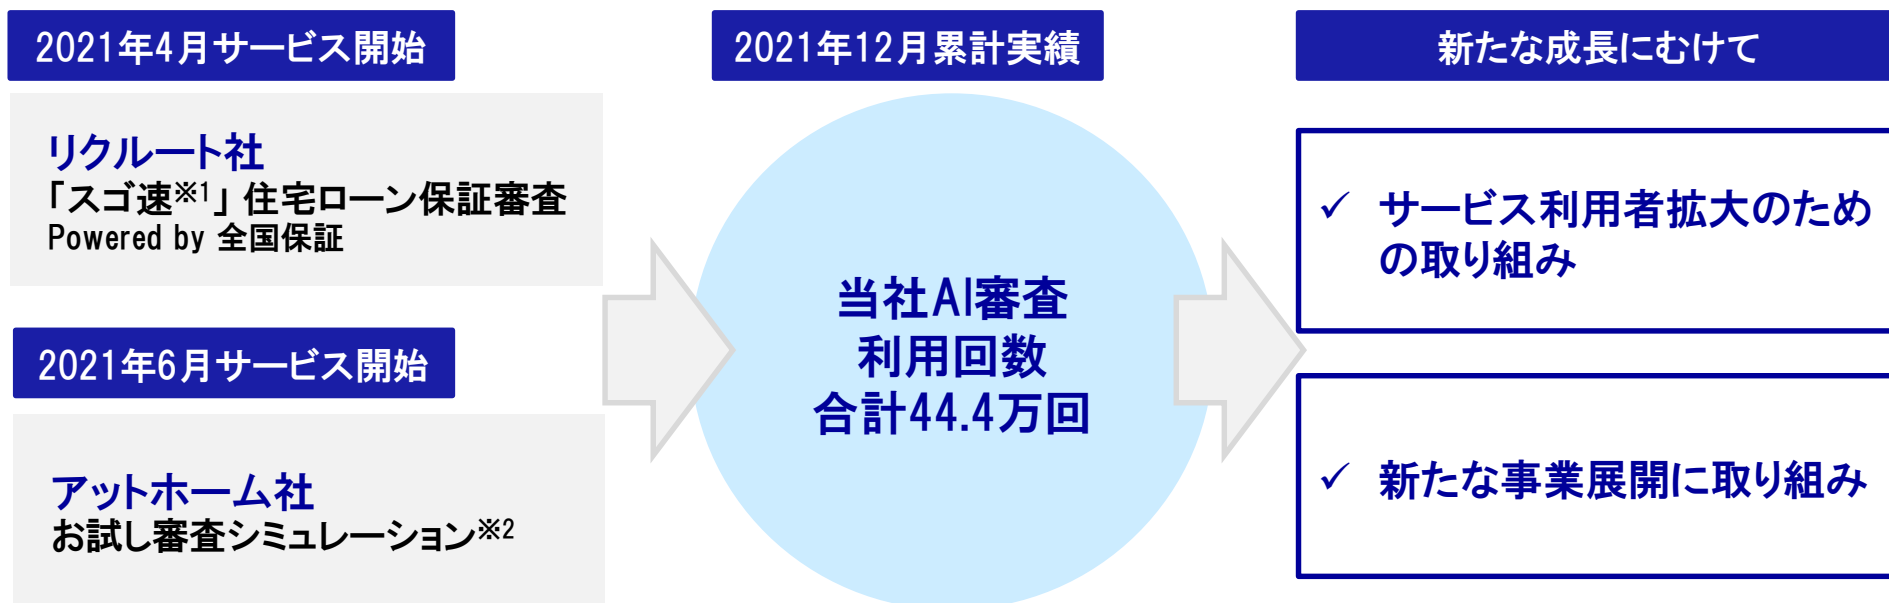 2021年4月サービス開始
リクルート社
「スゴ速※1」住宅ローン保証審査
Powered by 全国保証
2021年6月サービス開始
アットホーム社
お試し審査シミュレーション※2
2021年12月累計実績
当社AI審査
利用回数
合計44.4万回
新たな成長にむけて
✓ サービス利用者拡大のため
の取り組み
✓ 新たな事業展開に取り組み